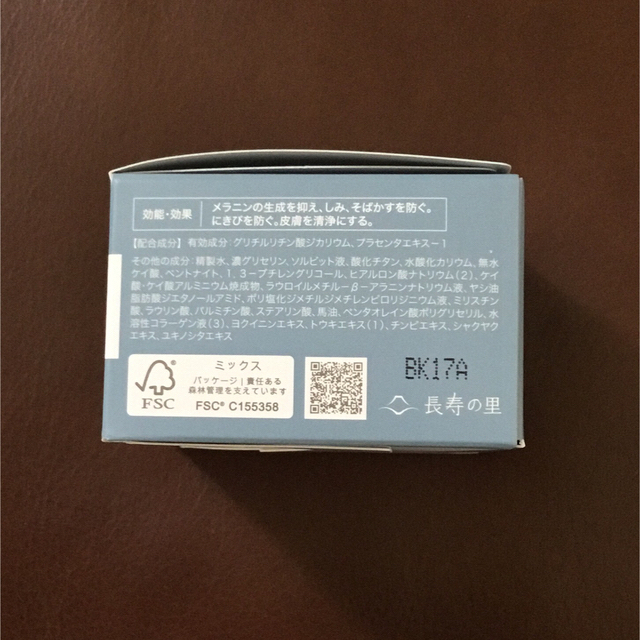 効能・効果
メラニンの生成を抑え、しみ、そばかすを防ぐ。
にきびを防ぐ。皮膚を清浄にする。
【配合成分】 有効成分 グリチルリチン酸ジカリウム、プラセンタエキス－1
その他の成分：精製水、濃グリセリン、ソルビット液、酸化チタン、水酸化カリウム、無水
ケイ酸、ベントナイト、1. 3－ブチレングリコール、ヒアルロン酸ナトリウム(2)、ケイ
酸・ケイ酸アルミニウム焼成物、ラウロイルメチル－β－アラニンナトリウム液、ヤシ油
脂肪酸ジエタノールアミド、ポリ塩化ジメチルジメチレンピロリジニウム液、ミリスチン
酸、ラウリン酸、パルミチン酸、ステアリン酸、馬油、ペンタオレイン酸ポリグリセリル、水
溶性コラーゲン液(3)、ヨクイニンエキス、トウキエキス(1)、チンピエキス、シャクヤク
エキス、ユキノシタエキス
FSC
ミックス
パッケージ|責任ある
森林管理を支えています
FSC® C155358
BK17A
長寿の里